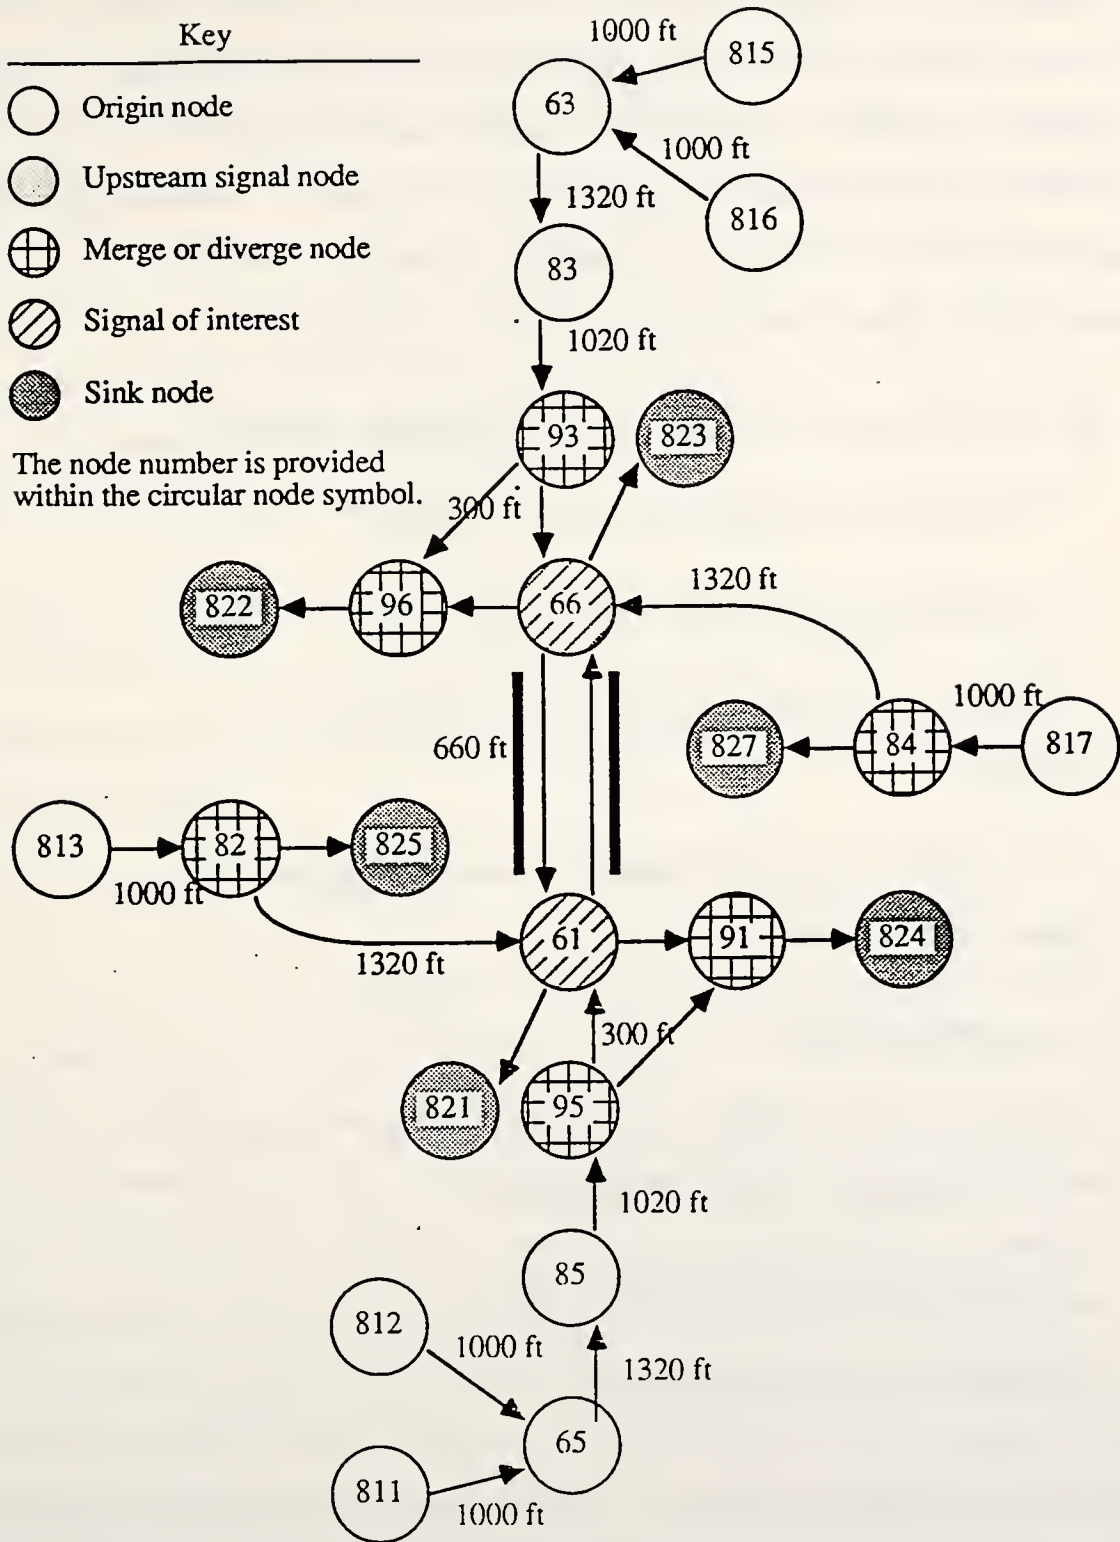 Key
Origin node
Upstream signal node
Merge or diverge node
Signal of interest
Sink node
The node number is provided
within the circular node symbol.
1000 ft
815
63
1000 ft
816
1320 ft
83
1020 ft
93
823
300 ft
822
96
66
1320 ft
660 ft
827
84
1000 ft
817
813
1000 ft
82
825
1320 ft
61
91
824
300 ft
821
95
1020 ft
85
812
1000 ft
1320 ft
65
811
1000 ft